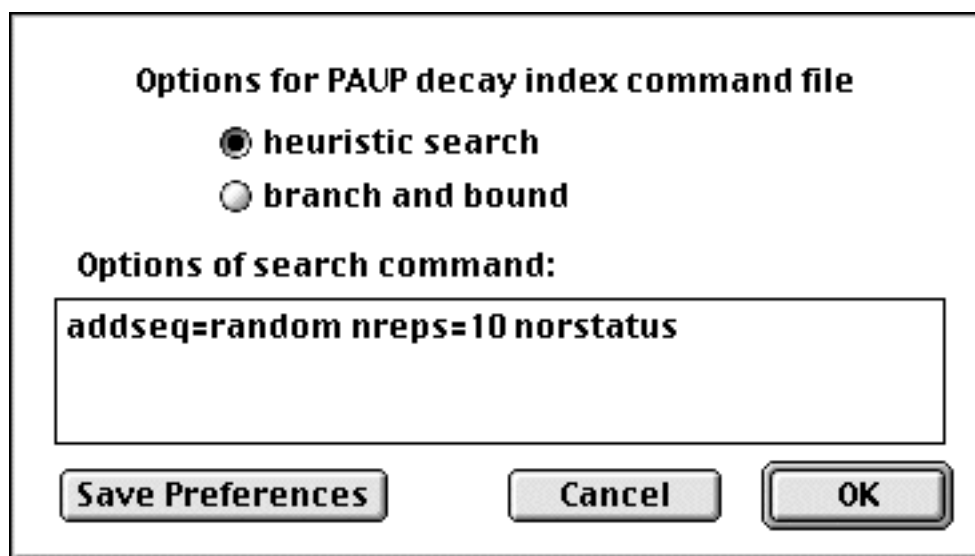 Options for PAUP decay index command file
heuristic search
branch and bound
Options of search command:
addseq=random nreps=10 norstatus
Save Preferences Cancel OK